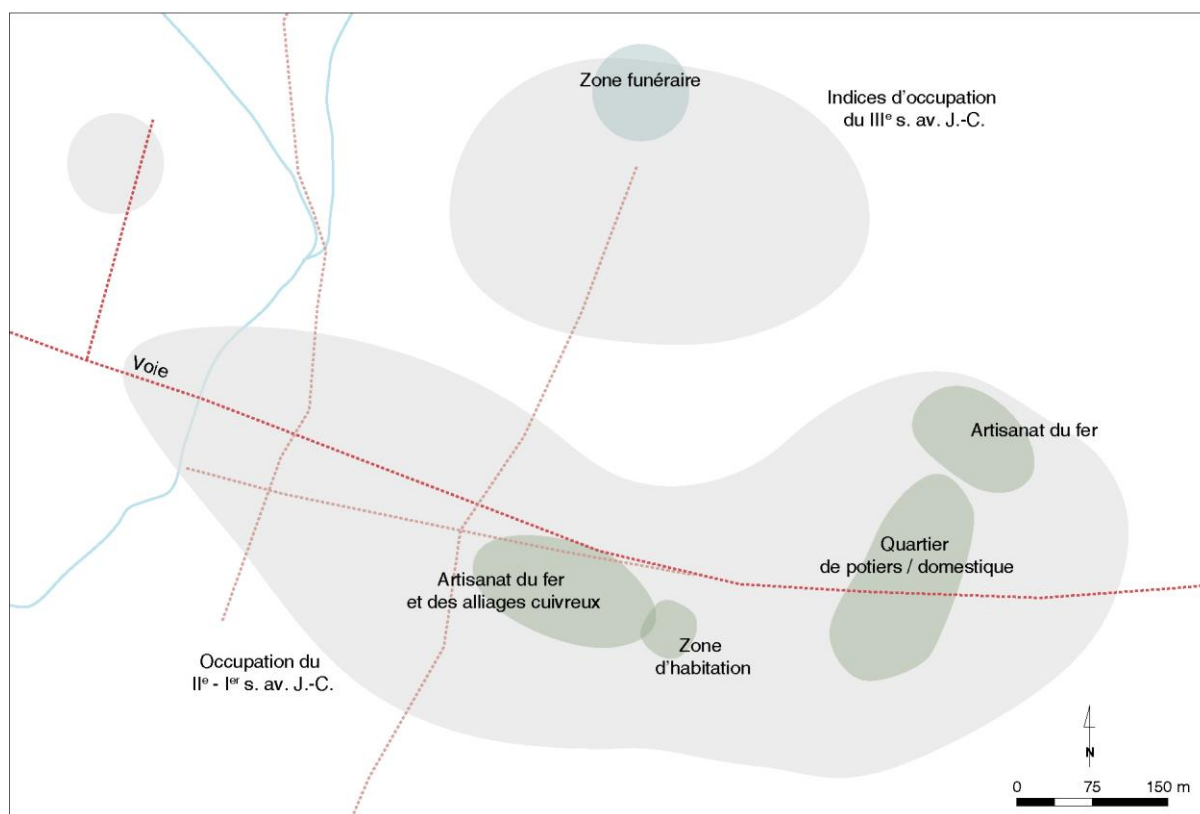 Zone funéraire
Indices d'occupation
du IIIᵉ s. av. J.-C.
Voie
Artisanat du fer
Quartier
de potiers / domestique
Artisanat du fer
et des alliages cuivreux
Zone
d'habitation
Occupation du
IIᵉ - Iᵉʳ s. av. J.-C.
N
0 75 150 m